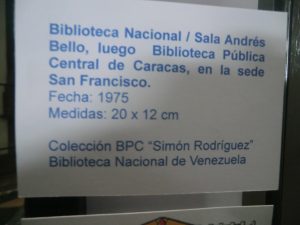 Biblioteca Nacional / Sala Andrés
Bello, luego Biblioteca Pública
Central de Caracas, en la sede
San Francisco.
Fecha: 1975
Medidas: 20 x 12 cm
Colección BPC “Simón Rodríguez”
Biblioteca Nacional de Venezuela